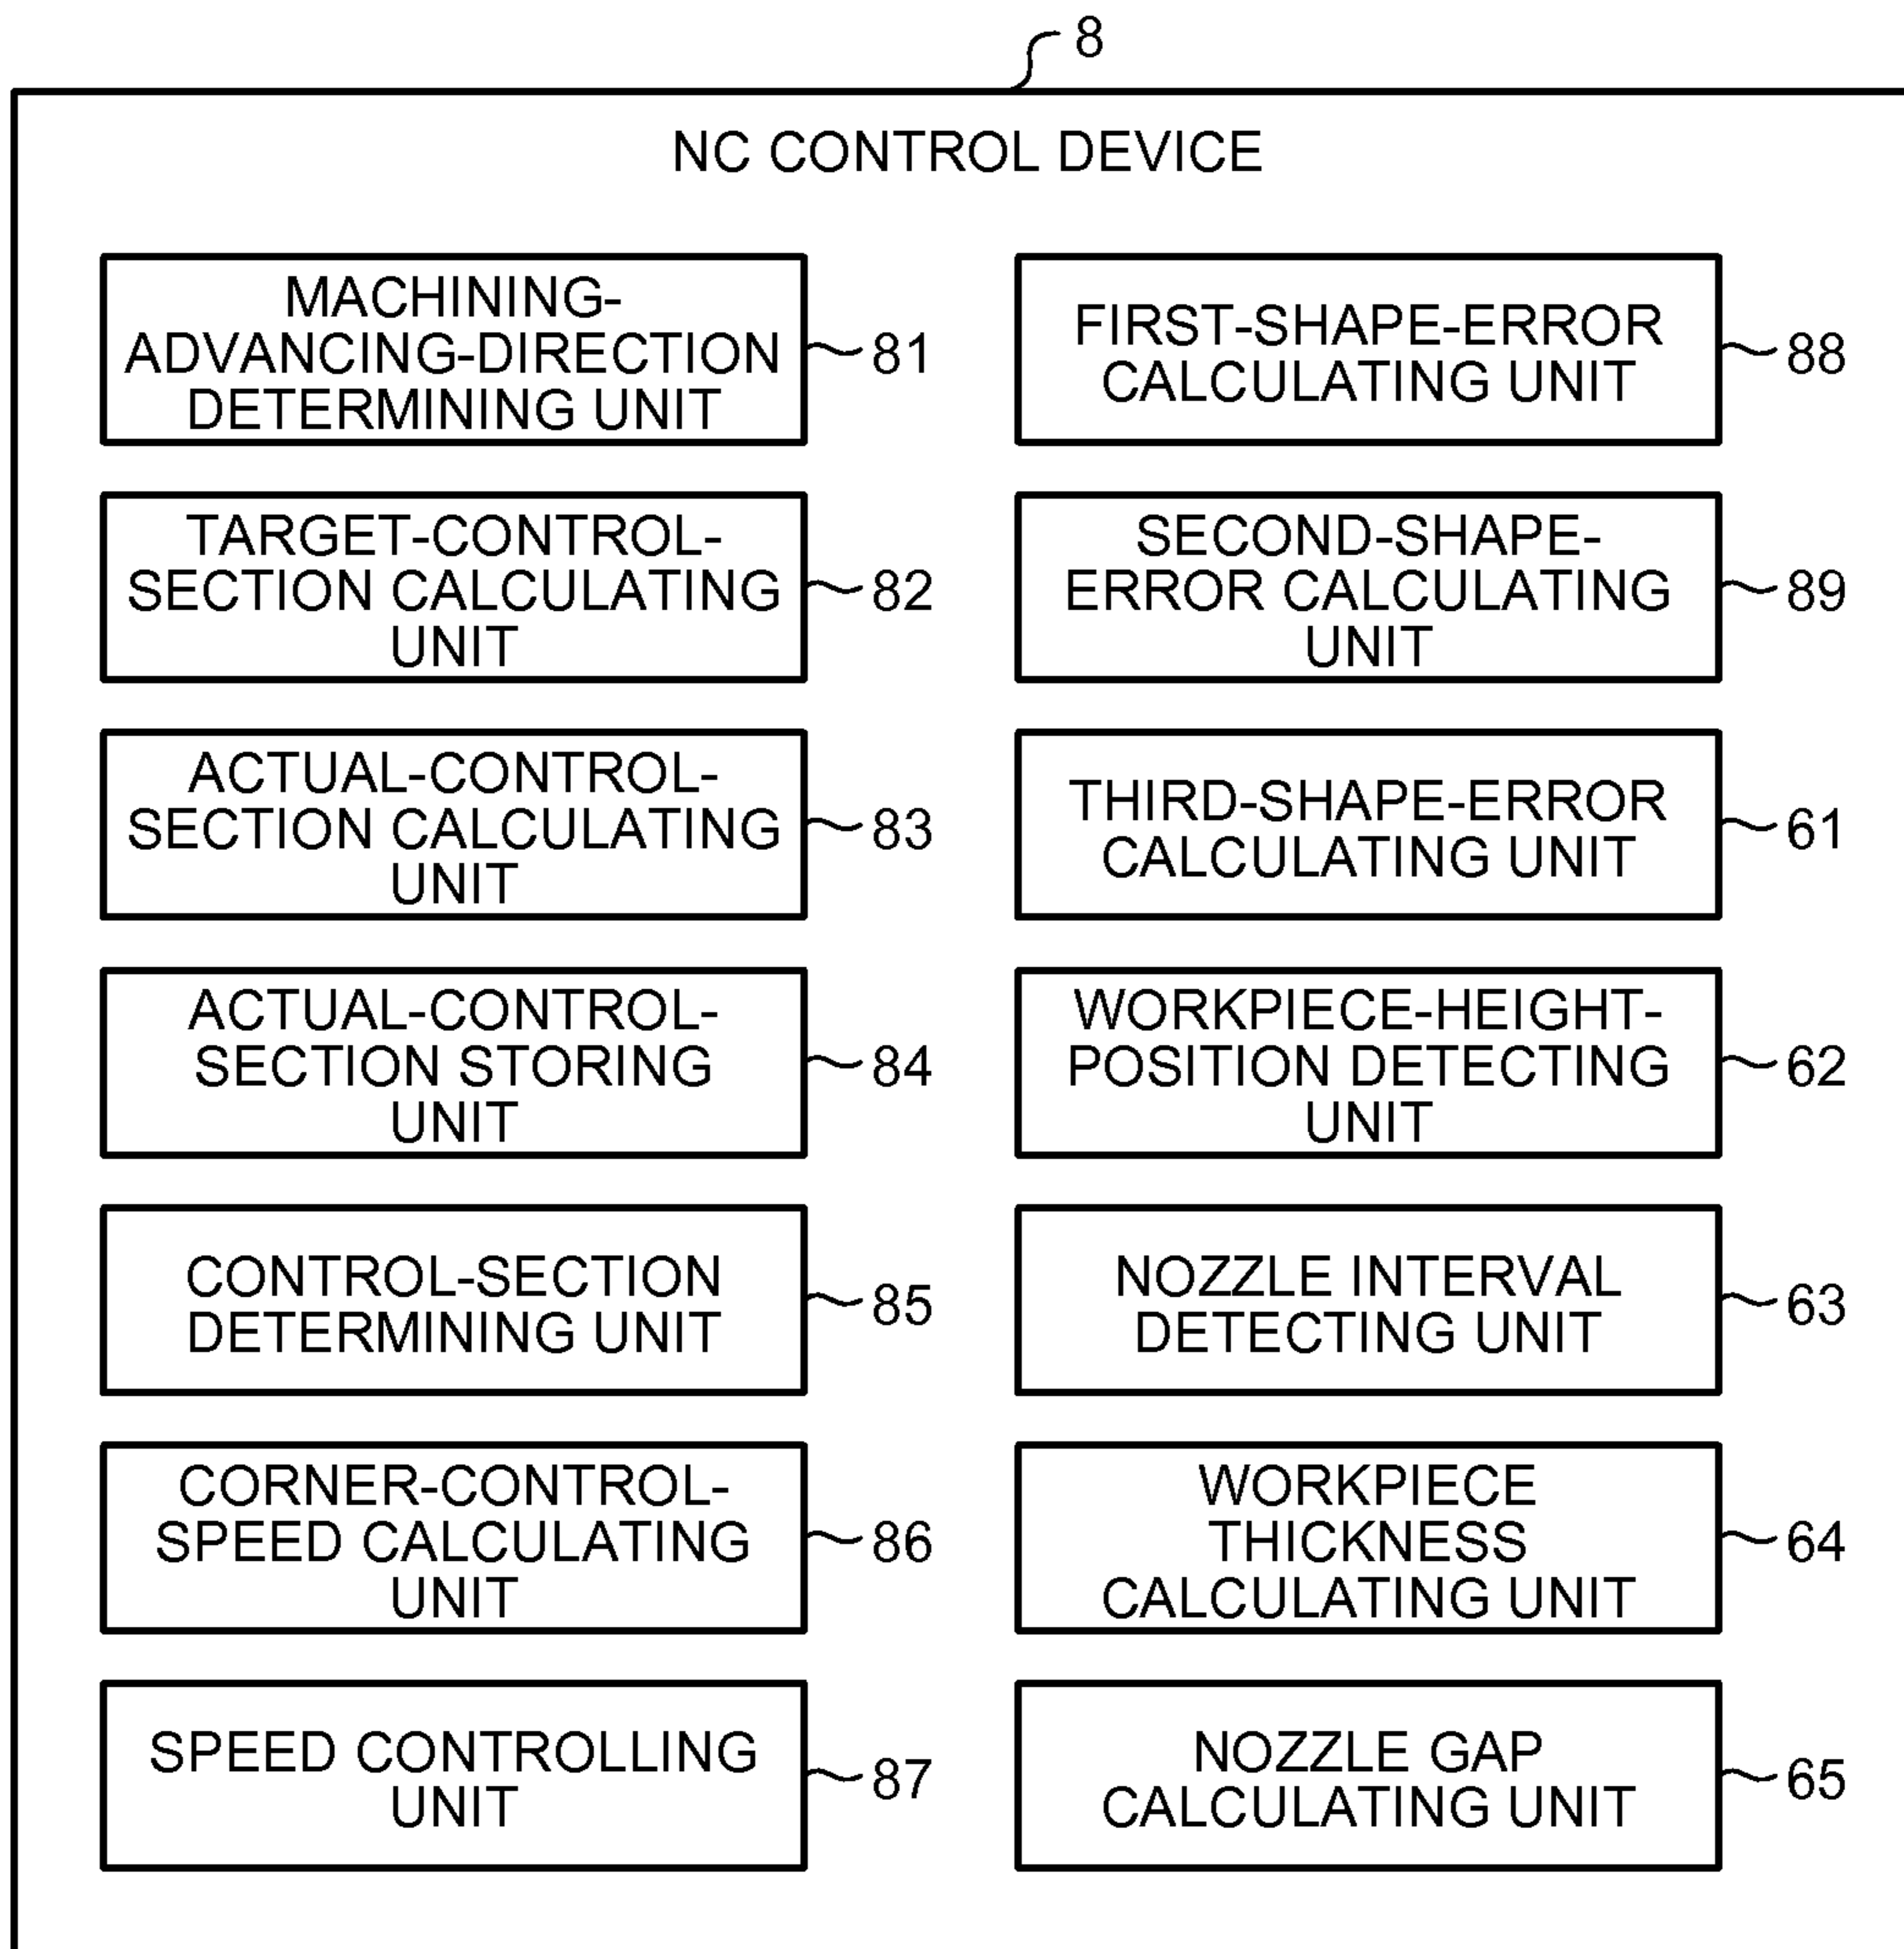 8
NC CONTROL DEVICE
MACHINING-
ADVANCING-DIRECTION
DETERMINING UNIT
81
TARGET-CONTROL-
SECTION CALCULATING
UNIT
82
ACTUAL-CONTROL-
SECTION CALCULATING
UNIT
83
ACTUAL-CONTROL-
SECTION STORING
UNIT
84
CONTROL-SECTION
DETERMINING UNIT
85
CORNER-CONTROL-
SPEED CALCULATING
UNIT
86
SPEED CONTROLLING
UNIT
87
FIRST-SHAPE-ERROR
CALCULATING UNIT
88
SECOND-SHAPE-
ERROR CALCULATING
UNIT
89
THIRD-SHAPE-ERROR
CALCULATING UNIT
61
WORKPIECE-HEIGHT-
POSITION DETECTING
UNIT
62
NOZZLE INTERVAL
DETECTING UNIT
63
WORKPIECE
THICKNESS
CALCULATING UNIT
64
NOZZLE GAP
CALCULATING UNIT
65